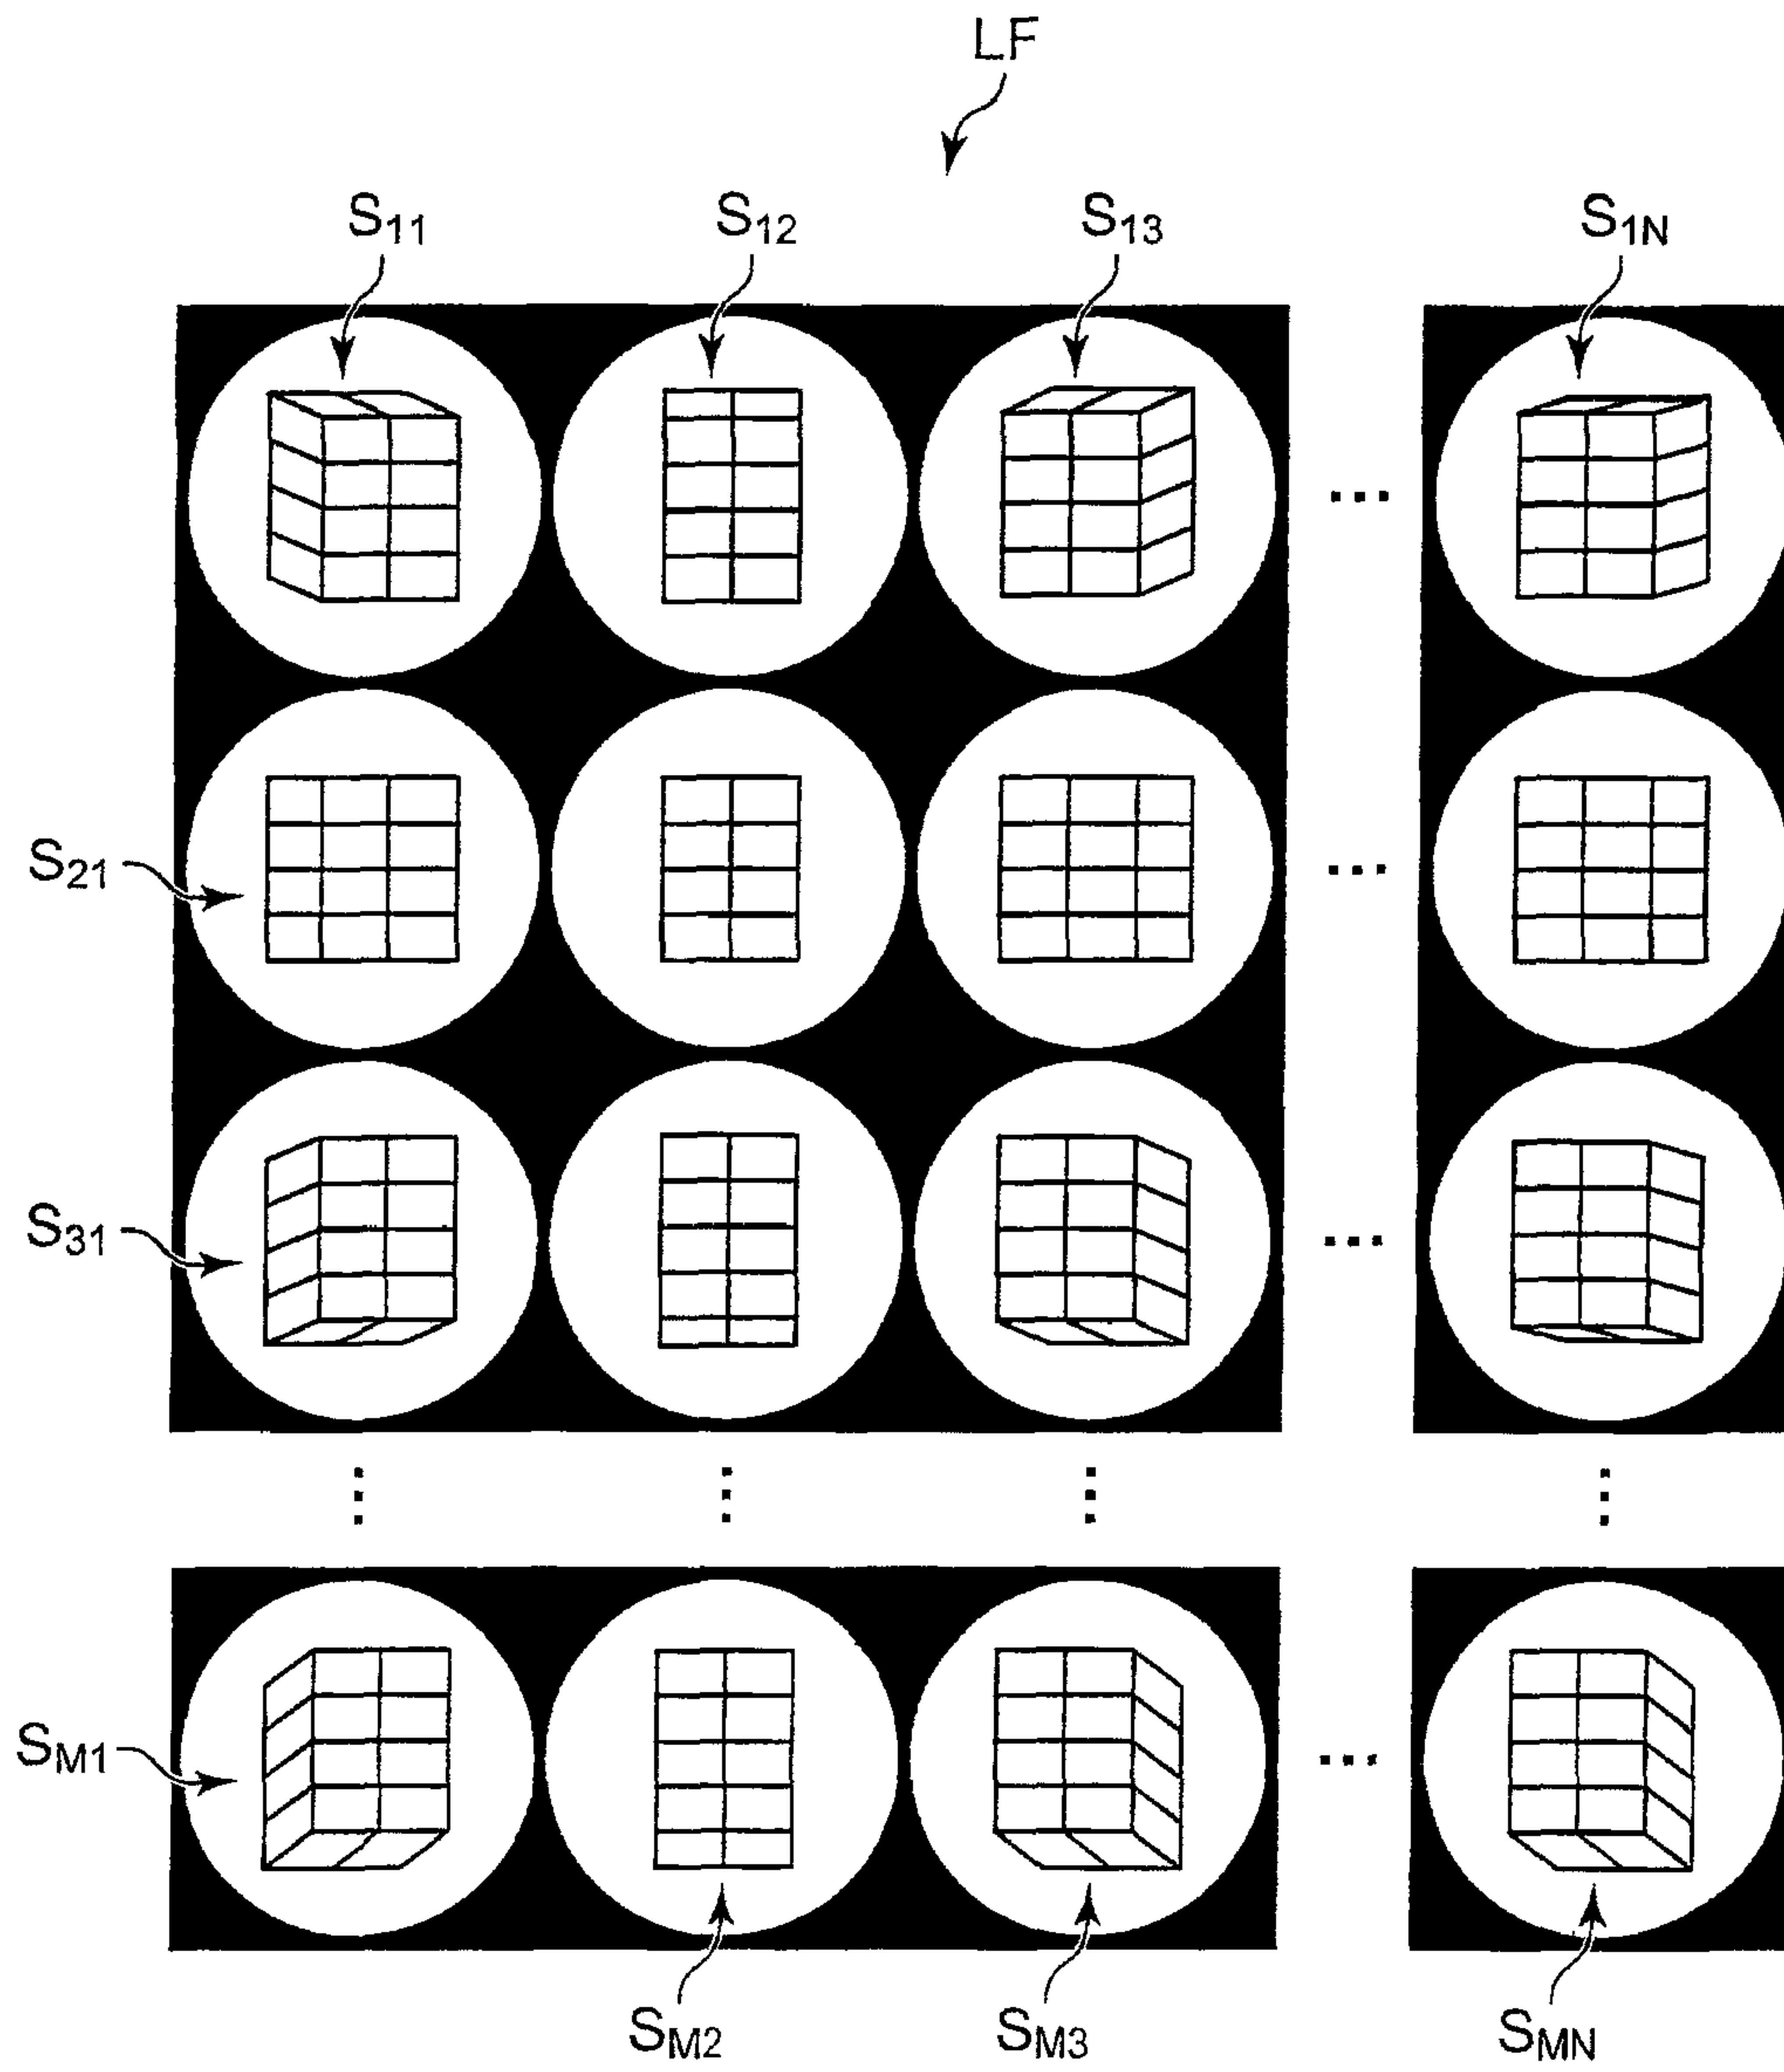 LF
S11 S12 S13 S1N
...
S21
...
S31
...
SM1
...
SM2 SM3 SMN